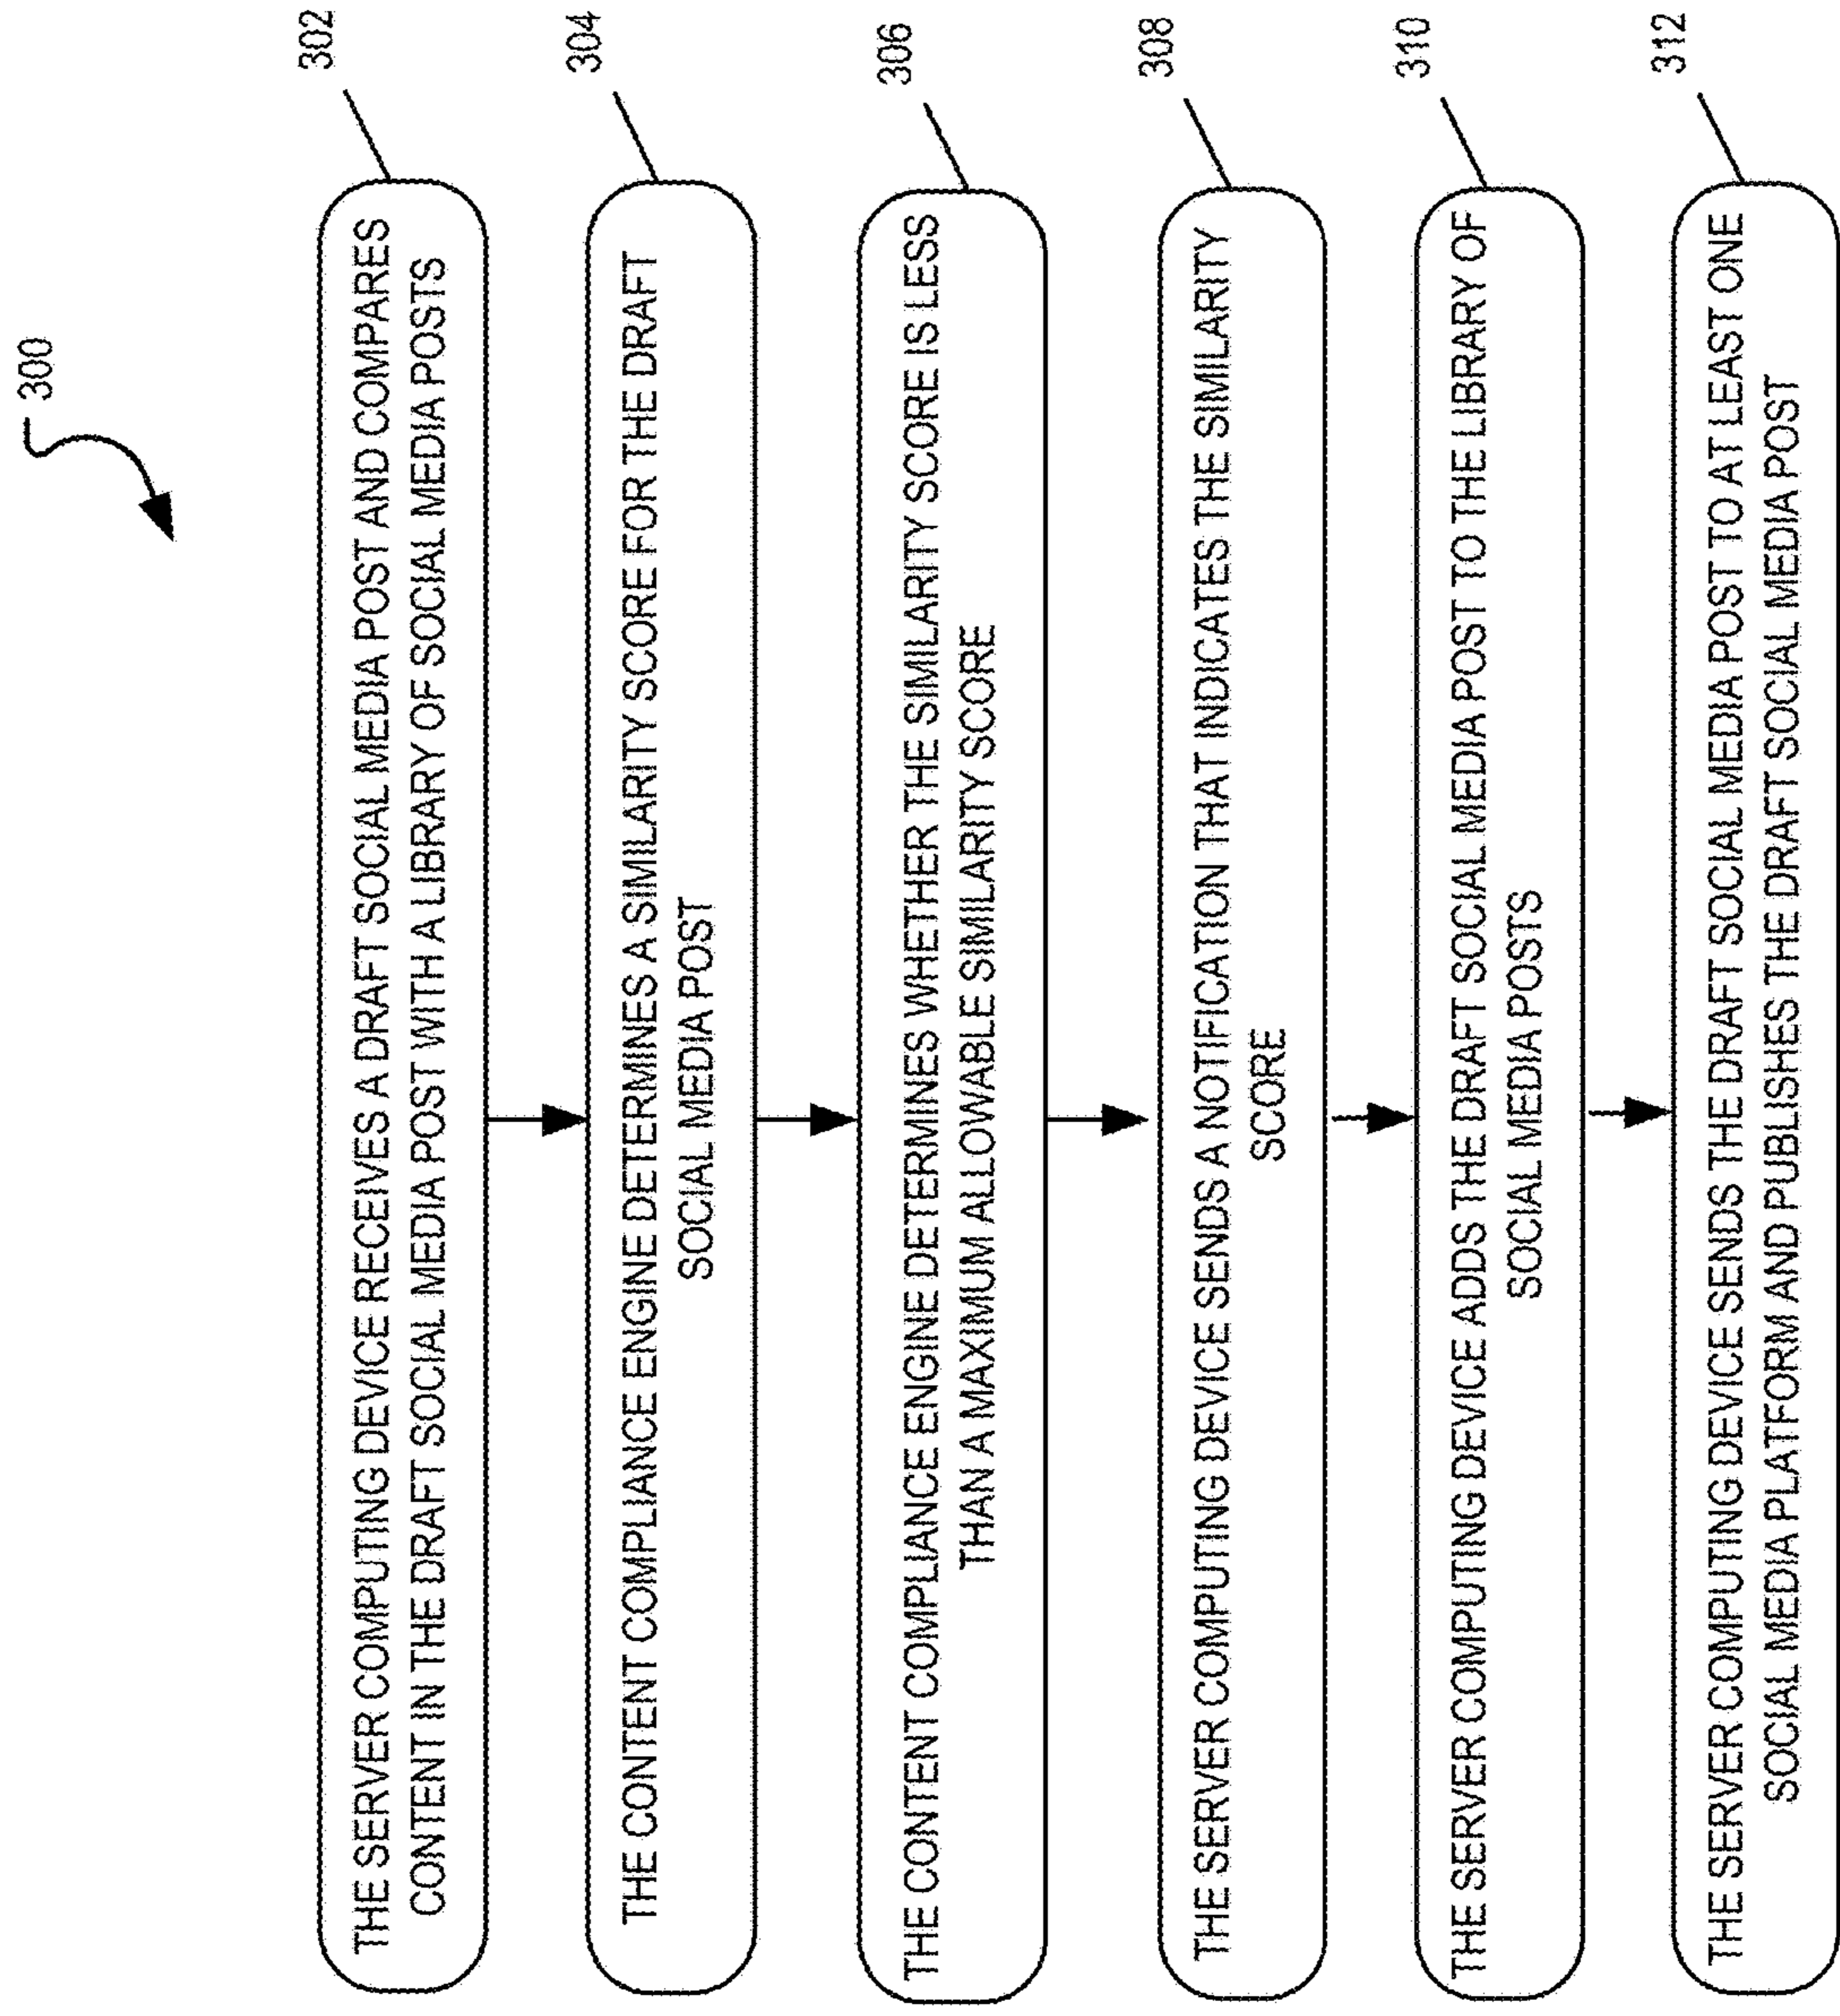 300
302
THE SERVER COMPUTING DEVICE RECEIVES A DRAFT SOCIAL MEDIA POST AND COMPARES
CONTENT IN THE DRAFT SOCIAL MEDIA POST WITH A LIBRARY OF SOCIAL MEDIA POSTS
304
THE CONTENT COMPLIANCE ENGINE DETERMINES A SIMILARITY SCORE FOR THE DRAFT
SOCIAL MEDIA POST
306
THE CONTENT COMPLIANCE ENGINE DETERMINES WHETHER THE SIMILARITY SCORE IS LESS
THAN A MAXIMUM ALLOWABLE SIMILARITY SCORE
308
THE SERVER COMPUTING DEVICE SENDS A NOTIFICATION THAT INDICATES THE SIMILARITY
SCORE
310
THE SERVER COMPUTING DEVICE ADDS THE DRAFT SOCIAL MEDIA POST TO THE LIBRARY OF
SOCIAL MEDIA POSTS
312
THE SERVER COMPUTING DEVICE SENDS THE DRAFT SOCIAL MEDIA POST TO AT LEAST ONE
SOCIAL MEDIA PLATFORM AND PUBLISHES THE DRAFT SOCIAL MEDIA POST